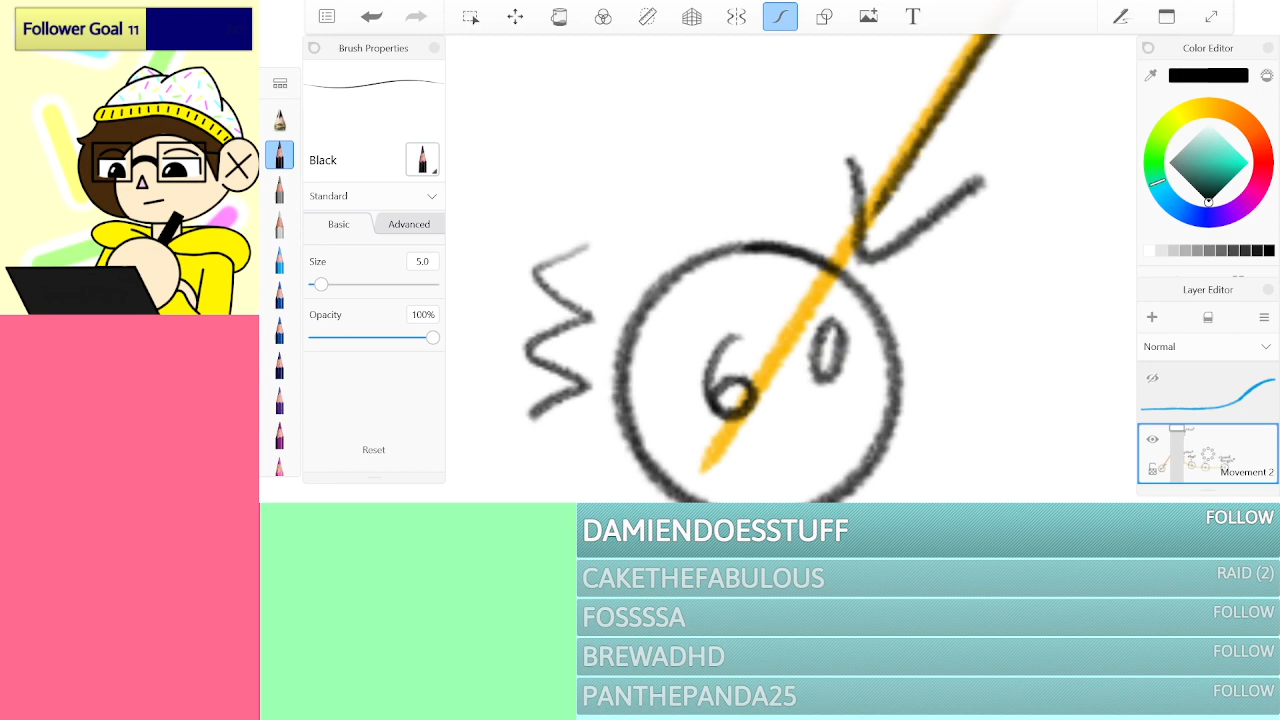 Follower Goal 11
Brush Properties
Black
Standard
Basic
Advanced
Size
5.0
Opacity
100%
Reset
T
6 0
Color Editor
Layer Editor
Normal
Movement 2
DAMIENDOESSTUFF FOLLOW
CAKETHEFABULOUS RAID (2)
FOSSSSA FOLLOW
BREWADHD FOLLOW
PANTHEPANDA25 FOLLOW